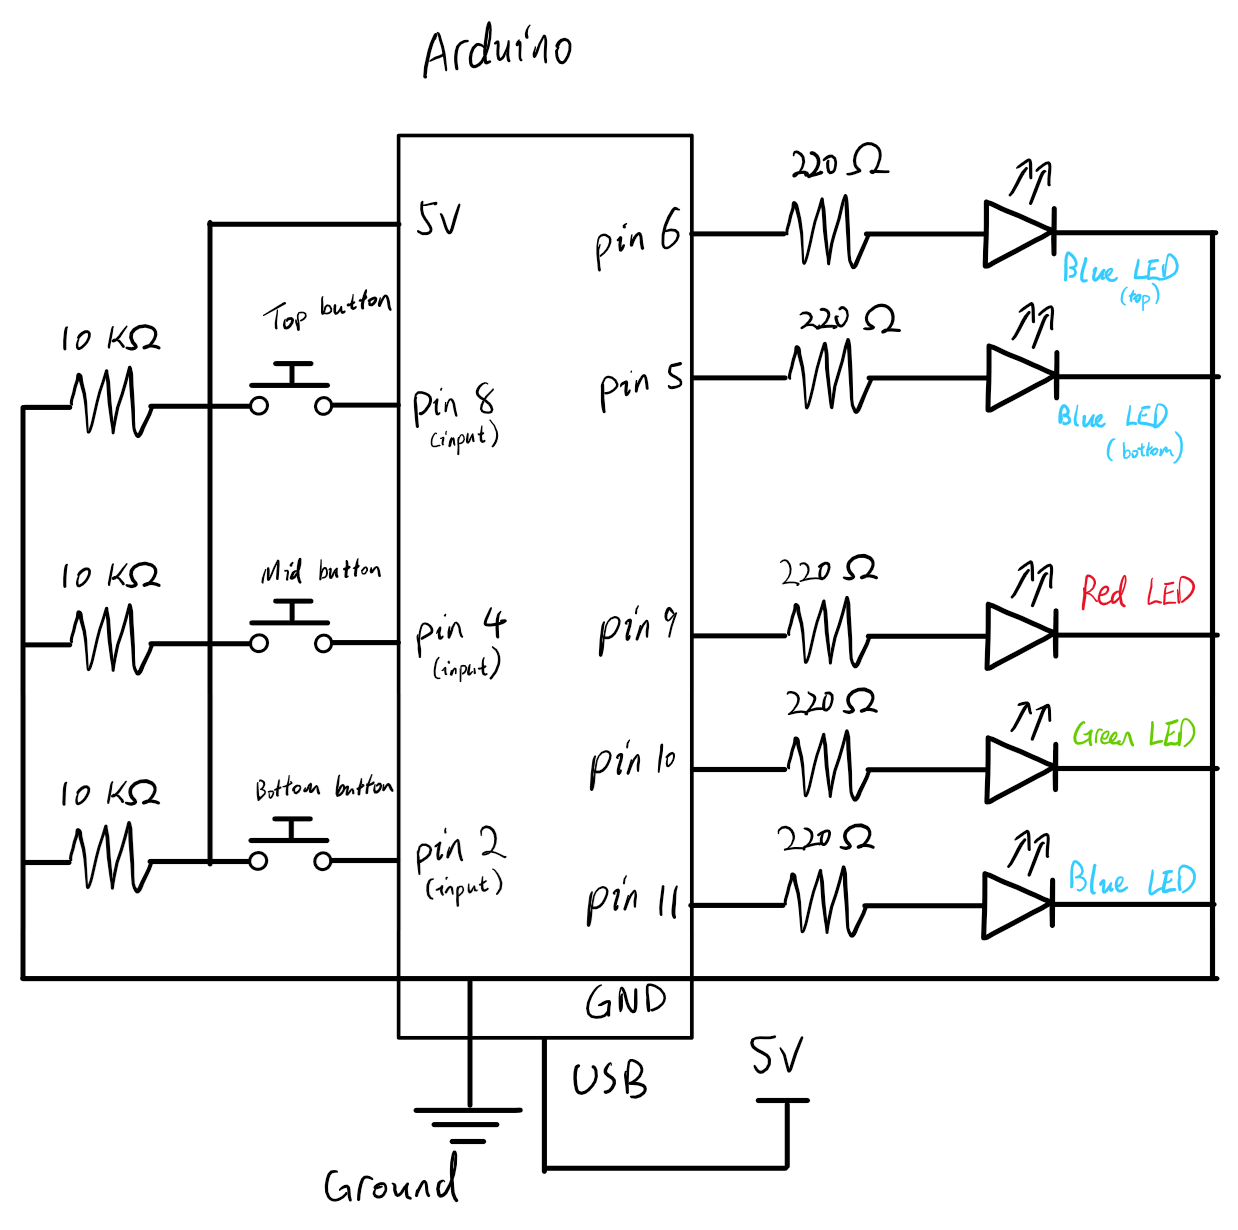 Arduino
5V
pin 6
220 Ω
Blue LED
(top)
Top button
10 KΩ
pin 8
(input)
pin 5
220 Ω
Blue LED
(bottom)
Mid button
10 KΩ
pin 4
(input)
pin 9
220 Ω
Red LED
pin 10
220 Ω
Green LED
Bottom button
10 KΩ
pin 2
(input)
pin 11
220 Ω
Blue LED
GND
USB
5V
Ground